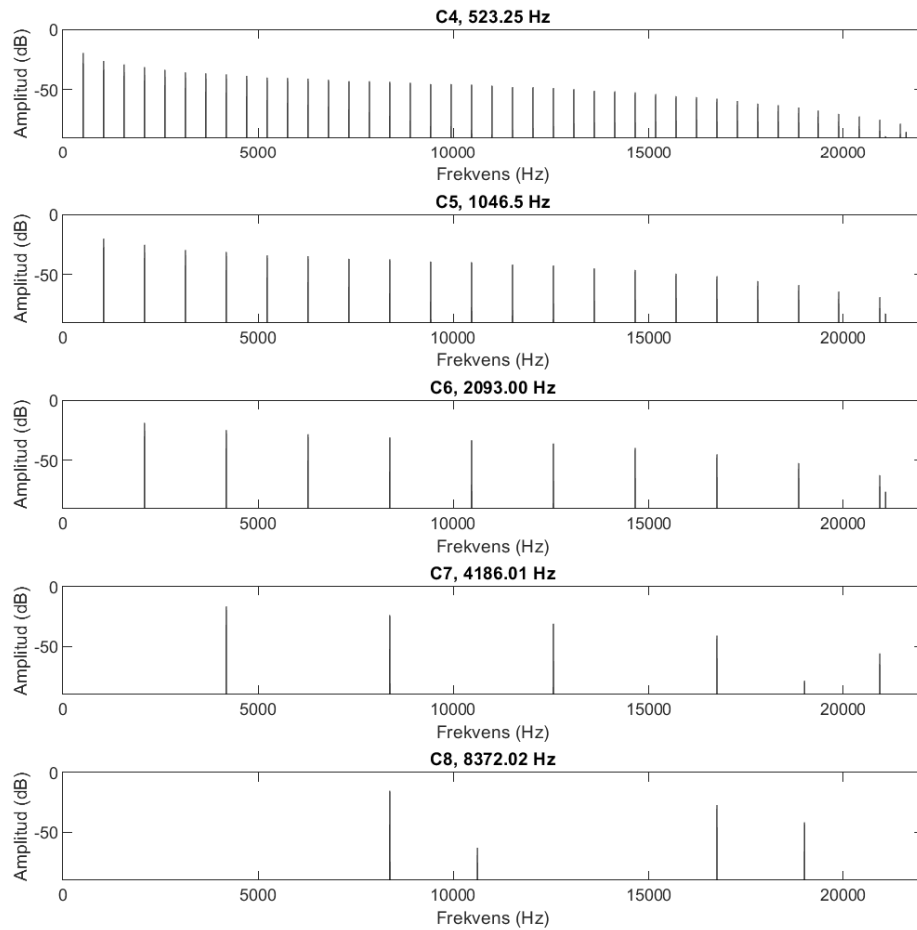 C4, 523.25 Hz
0
-50
Amplitud (dB)
0 5000 10000 15000 20000
Frekvens (Hz)
C5, 1046.5 Hz
0
-50
Amplitud (dB)
0 5000 10000 15000 20000
Frekvens (Hz)
C6, 2093.00 Hz
0
-50
Amplitud (dB)
0 5000 10000 15000 20000
Frekvens (Hz)
C7, 4186.01 Hz
0
-50
Amplitud (dB)
0 5000 10000 15000 20000
Frekvens (Hz)
C8, 8372.02 Hz
0
-50
Amplitud (dB)
0 5000 10000 15000 20000
Frekvens (Hz)